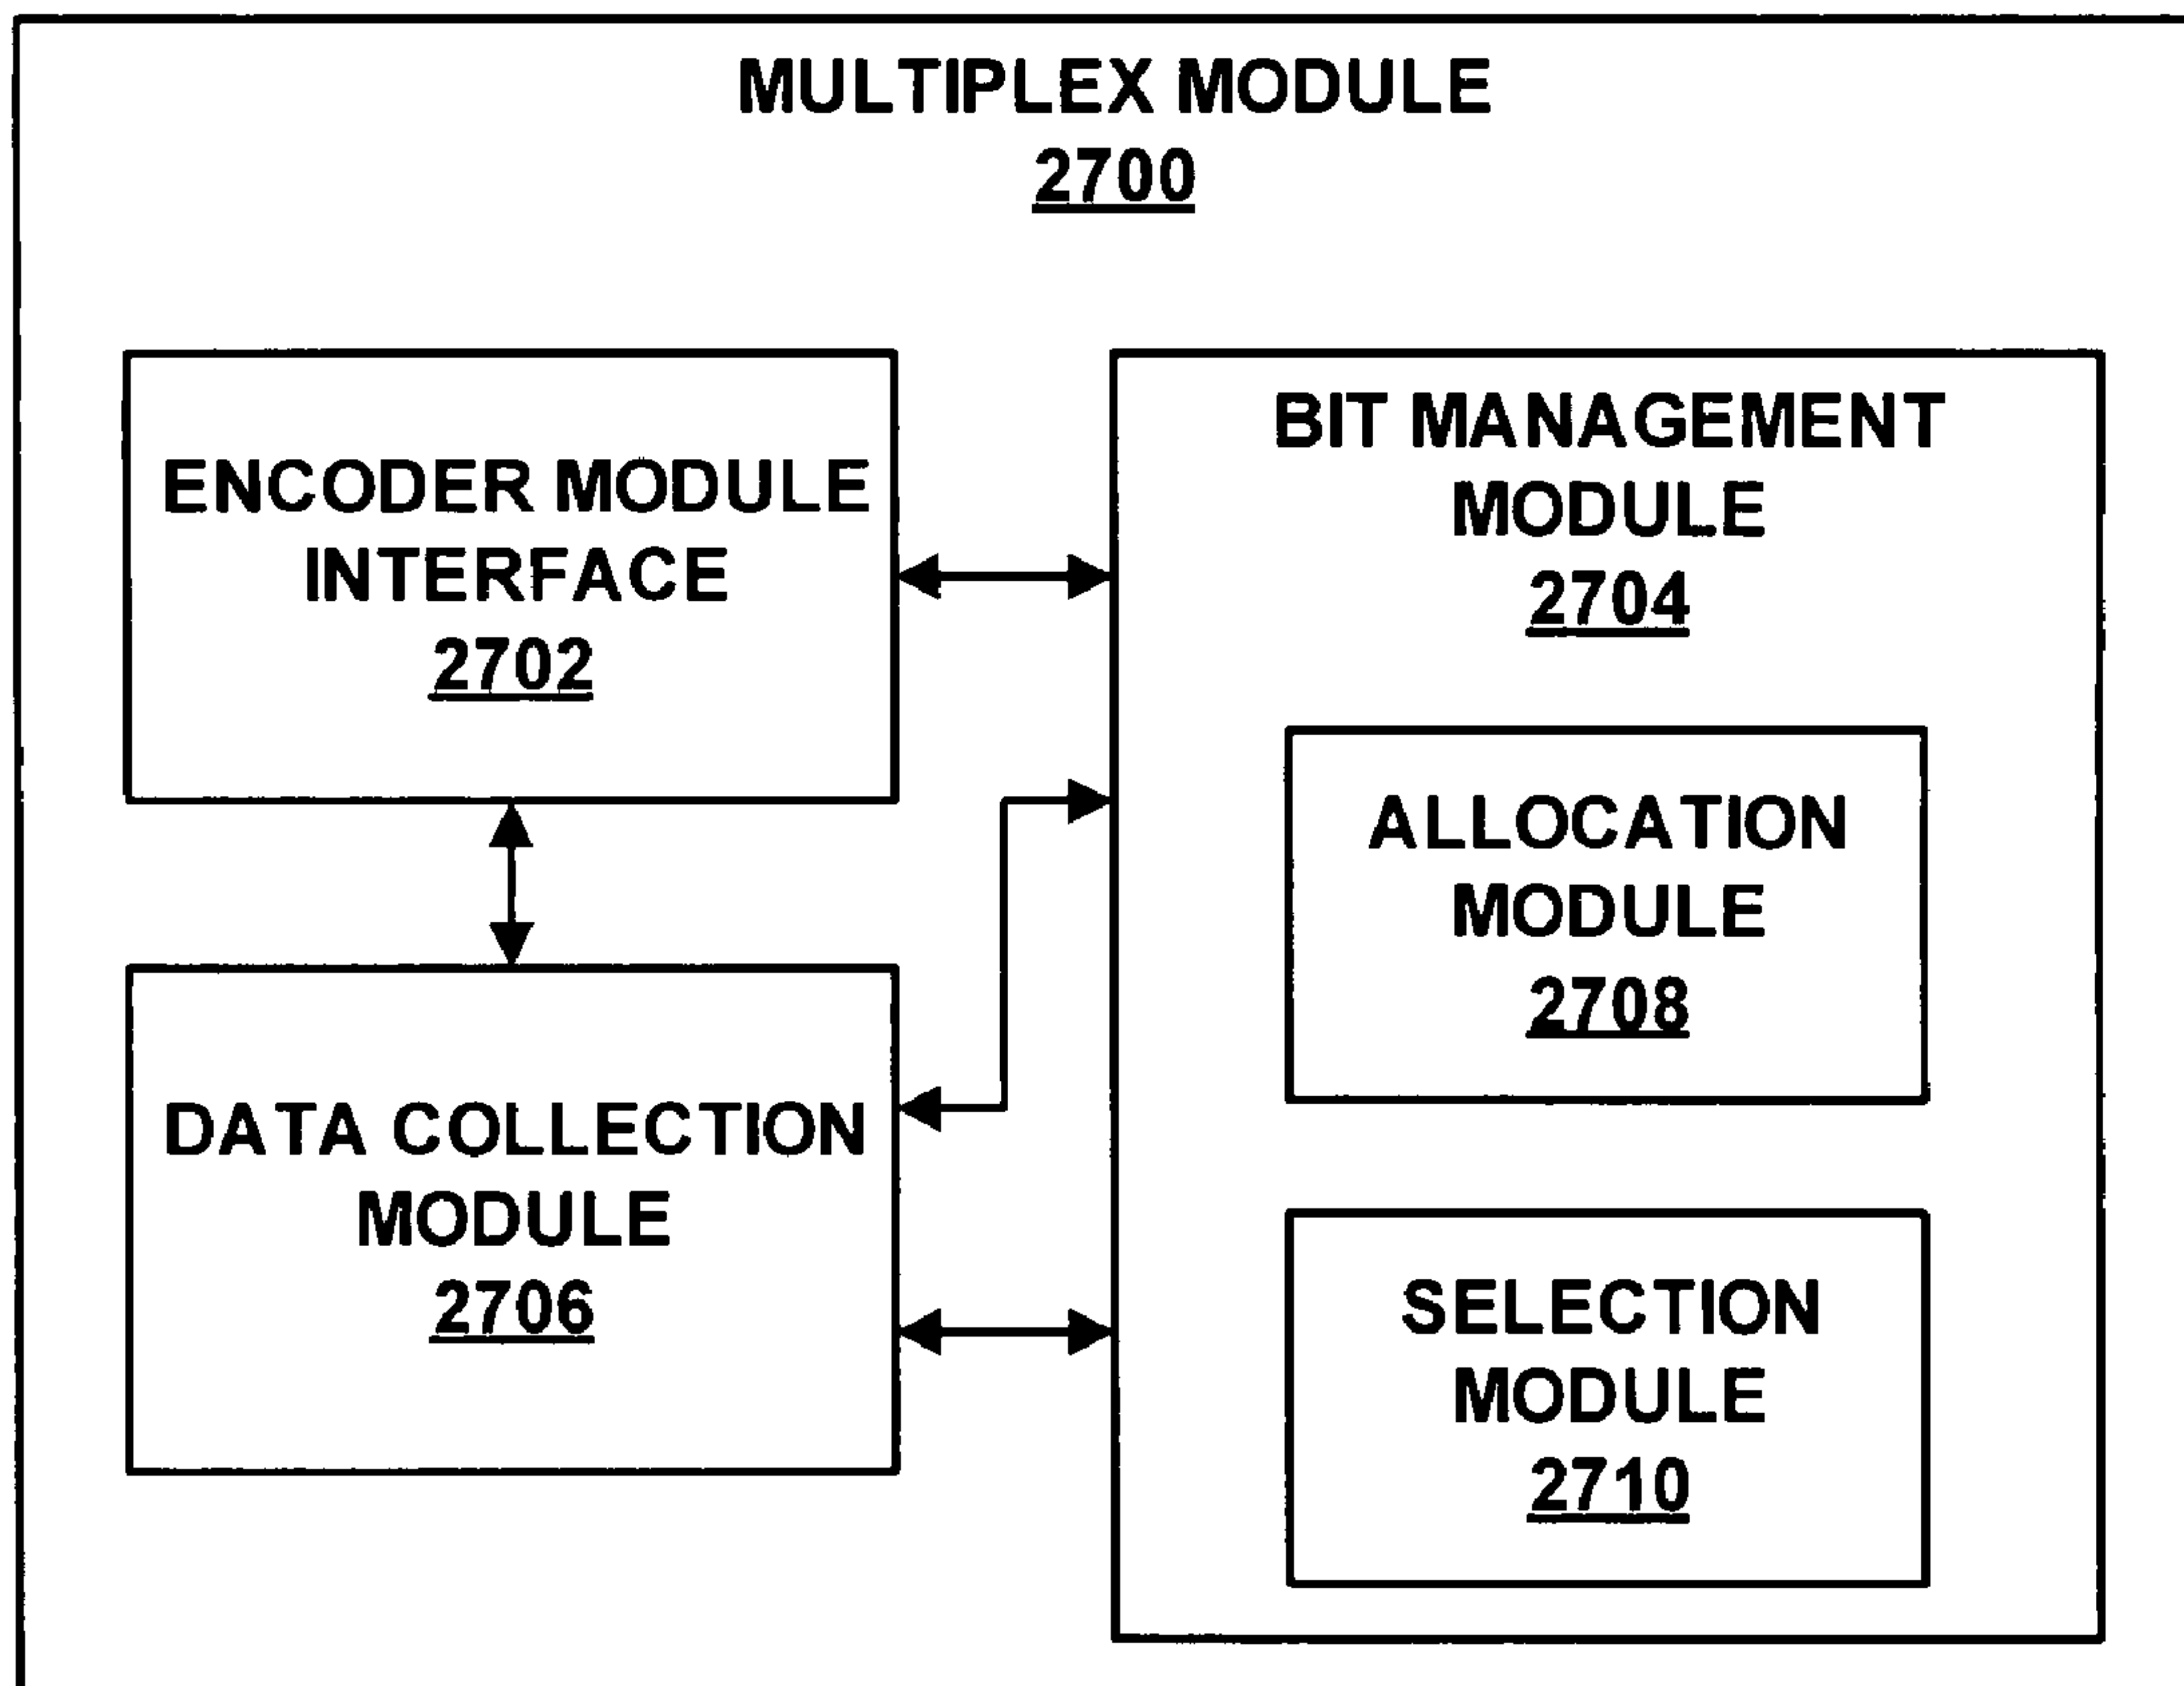 MULTIPLEX MODULE
2700
ENCODER MODULE
INTERFACE
2702
BIT MANAGEMENT
MODULE
2704
ALLOCATION
MODULE
2708
DATA COLLECTION
MODULE
2706
SELECTION
MODULE
2710